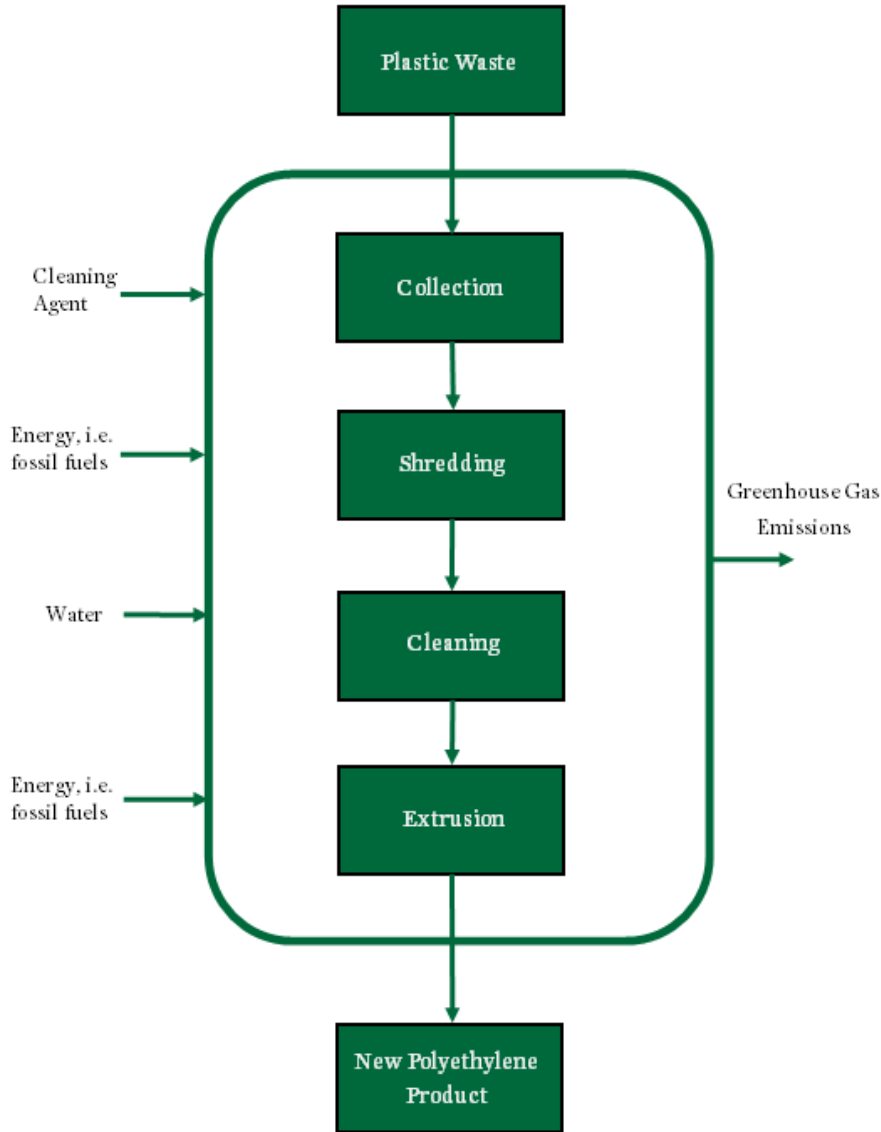 Plastic Waste
Cleaning
Agent
Collection
Energy, i.e.
fossil fuels
Shredding
Greenhouse Gas
Emissions
Water
Cleaning
Energy, i.e.
fossil fuels
Extrusion
New Polyethylene
Product